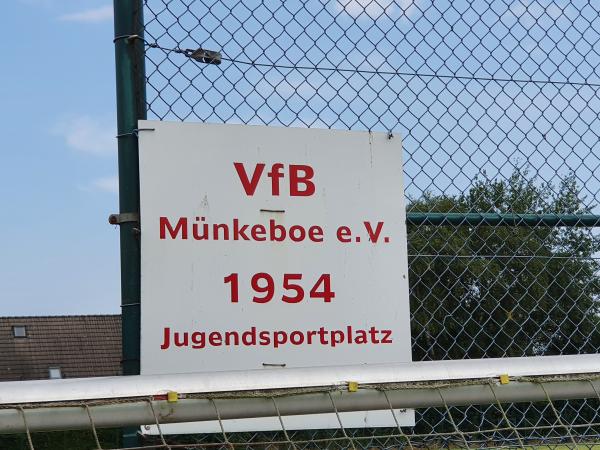 VfB
Münkeboe e.V.
1954
Jugendsportplatz